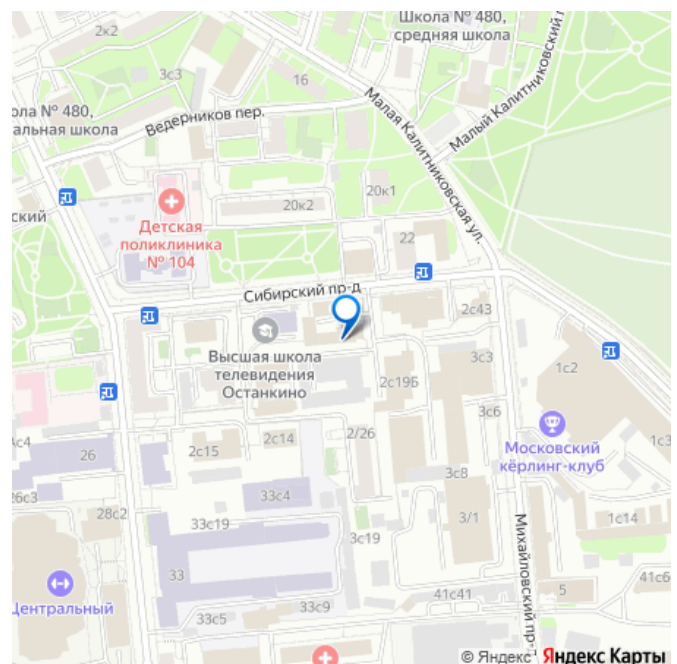 2к2
Школа № 480,
средняя школа
3с3
16
Малая Калитниковская ул.
Малый Калитниковский п
ола № 480,
альная школа
Ведерников пер.
20к1
20к2
ский
Детская
поликлиника
№ 104
22
Сибирский пр-д
2с43
Высшая школа
телевидения
Останкино
3с3
1с2
2с19Б
3с6
2/26
2с14
2с15
Московский
кёрлинг-клуб
1с3
с4
26
26с3
3с8
33с4
28с2
33с19
3с19
3/1
1с14
Михайловский пр-д
33
41с41
5
41с6
Центральный
33с5
33с9
© Яндекс Яндекс Карты